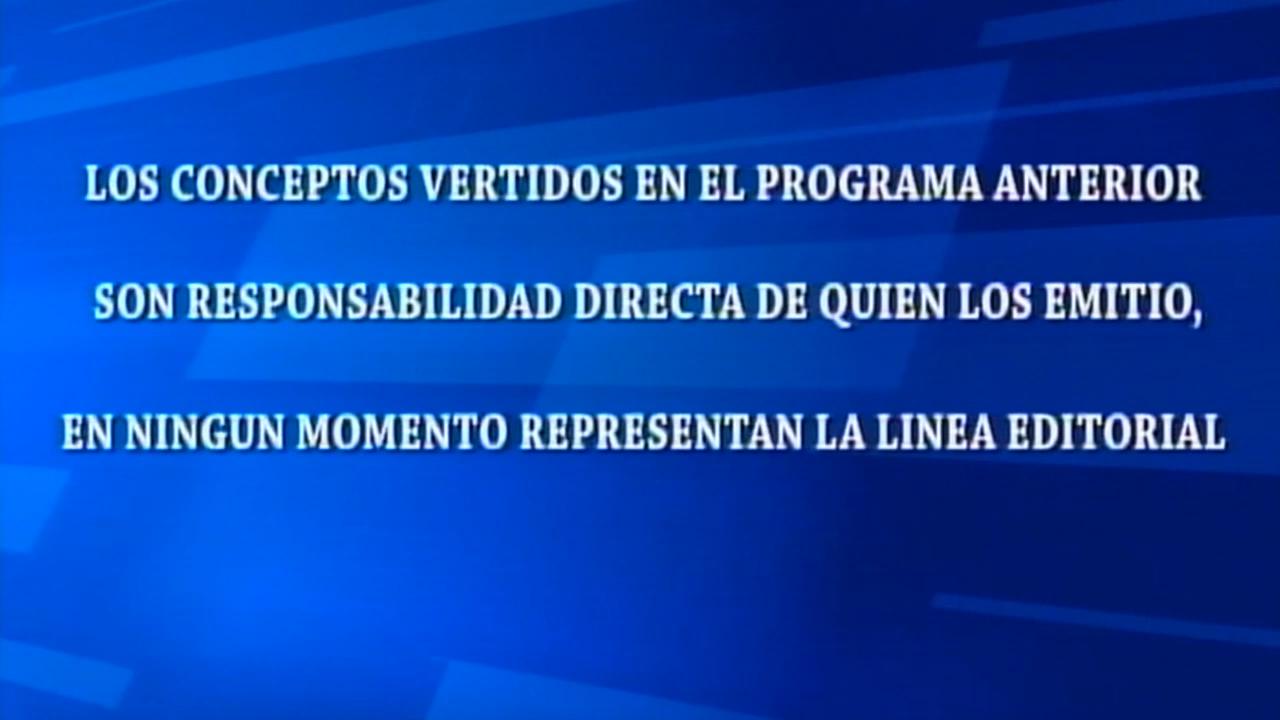 LOS CONCEPTOS VERTIDOS EN EL PROGRAMA ANTERIOR
SON RESPONSABILIDAD DIRECTA DE QUIEN LOS EMITIO,
EN NINGUN MOMENTO REPRESENTAN LA LINEA EDITORIAL